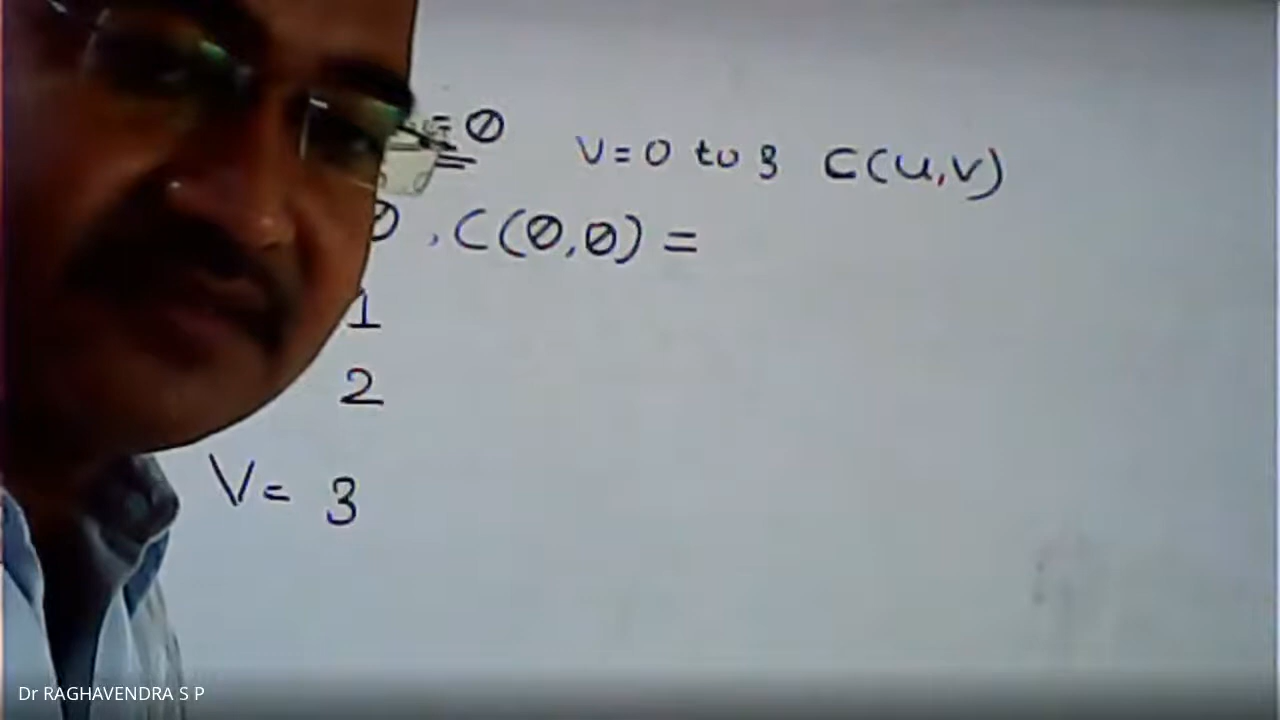 = 0 V = 0 to 3 C(u,v)
0 , C(0,0) =
1
2
V = 3
Dr RAGHAVENDRA S P